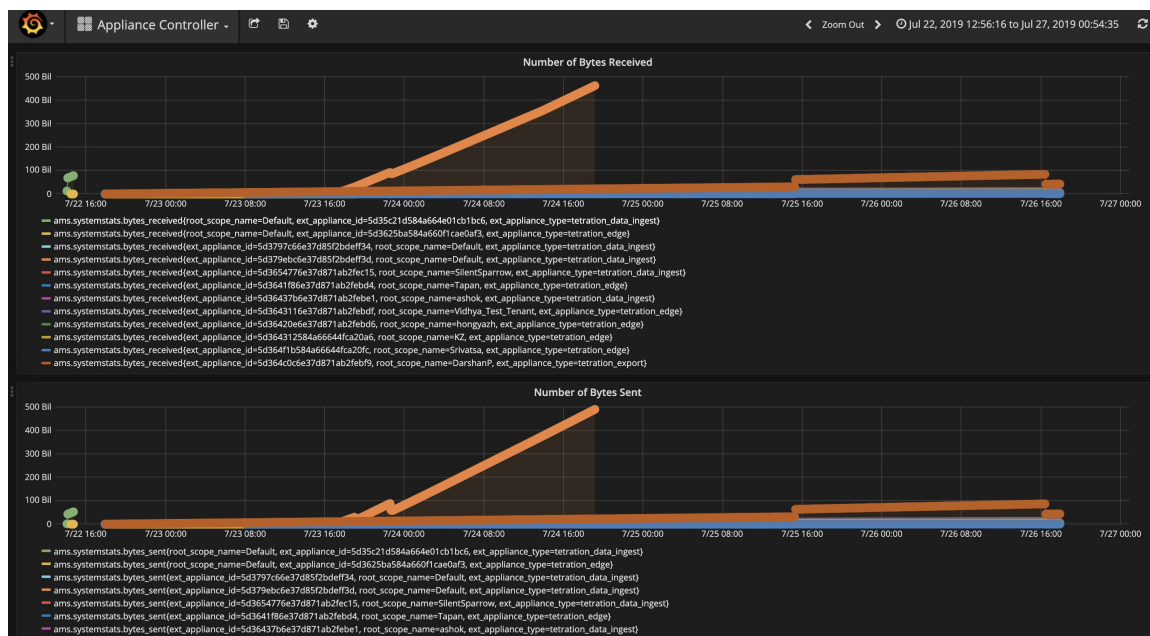 Appliance Controller
Zoom Out
Jul 22, 2019 12:56:16 to Jul 27, 2019 00:54:35
Number of Bytes Received
500 Bil
400 Bil
300 Bil
200 Bil
100 Bil
0
7/22 16:00 7/23 00:00 7/23 08:00 7/23 16:00 7/24 00:00 7/24 08:00 7/24 16:00 7/25 00:00 7/25 08:00 7/25 16:00 7/26 00:00 7/26 08:00 7/26 16:00 7/27 00:00
ams.systemstats.bytes_received{root_scope_name=Default, ext_appliance_id=5d35c21d584a664e01cb1bc6, ext_appliance_type=tetration_data_ingest}
ams.systemstats.bytes_received{root_scope_name=Default, ext_appliance_id=5d3625ba584a660f1cae0af3, ext_appliance_type=tetration_edge}
ams.systemstats.bytes_received{ext_appliance_id=5d3797c66e37d85f2bdeff34, root_scope_name=Default, ext_appliance_type=tetration_data_ingest}
ams.systemstats.bytes_received{ext_appliance_id=5d379ebc6e37d85f2bdeff3d, root_scope_name=Default, ext_appliance_type=tetration_data_ingest}
ams.systemstats.bytes_received{ext_appliance_id=5d3654776e37d871ab2fec15, root_scope_name=SilentSparrow, ext_appliance_type=tetration_data_ingest}
ams.systemstats.bytes_received{ext_appliance_id=5d3641f86e37d871ab2febd4, root_scope_name=Tapan, ext_appliance_type=tetration_edge}
ams.systemstats.bytes_received{ext_appliance_id=5d36437b6e37d871ab2febe1, root_scope_name=ashok, ext_appliance_type=tetration_data_ingest}
ams.systemstats.bytes_received{ext_appliance_id=5d3643116e37d871ab2febdf, root_scope_name=Vidhya_Test_Tenant, ext_appliance_type=tetration_edge}
ams.systemstats.bytes_received{ext_appliance_id=5d36420e6e37d871ab2febd6, root_scope_name=hongyazh, ext_appliance_type=tetration_edge}
ams.systemstats.bytes_received{ext_appliance_id=5d364312584a66644fca20a6, root_scope_name=KZ, ext_appliance_type=tetration_edge}
ams.systemstats.bytes_received{ext_appliance_id=5d364f1b584a66644fca20fc, root_scope_name=Srivatsa, ext_appliance_type=tetration_edge}
ams.systemstats.bytes_received{ext_appliance_id=5d364c0c6e37d871ab2febf9, root_scope_name=DarshanP, ext_appliance_type=tetration_export}
Number of Bytes Sent
500 Bil
400 Bil
300 Bil
200 Bil
100 Bil
0
7/22 16:00 7/23 00:00 7/23 08:00 7/23 16:00 7/24 00:00 7/24 08:00 7/24 16:00 7/25 00:00 7/25 08:00 7/25 16:00 7/26 00:00 7/26 08:00 7/26 16:00 7/27 00:00
ams.systemstats.bytes_sent{root_scope_name=Default, ext_appliance_id=5d35c21d584a664e01cb1bc6, ext_appliance_type=tetration_data_ingest}
ams.systemstats.bytes_sent{root_scope_name=Default, ext_appliance_id=5d3625ba584a660f1cae0af3, ext_appliance_type=tetration_edge}
ams.systemstats.bytes_sent{ext_appliance_id=5d3797c66e37d85f2bdeff34, root_scope_name=Default, ext_appliance_type=tetration_data_ingest}
ams.systemstats.bytes_sent{ext_appliance_id=5d379ebc6e37d85f2bdeff3d, root_scope_name=Default, ext_appliance_type=tetration_data_ingest}
ams.systemstats.bytes_sent{ext_appliance_id=5d3654776e37d871ab2fec15, root_scope_name=SilentSparrow, ext_appliance_type=tetration_data_ingest}
ams.systemstats.bytes_sent{ext_appliance_id=5d3641f86e37d871ab2febd4, root_scope_name=Tapan, ext_appliance_type=tetration_edge}
ams.systemstats.bytes_sent{ext_appliance_id=5d36437b6e37d871ab2febe1, root_scope_name=ashok, ext_appliance_type=tetration_data_ingest}